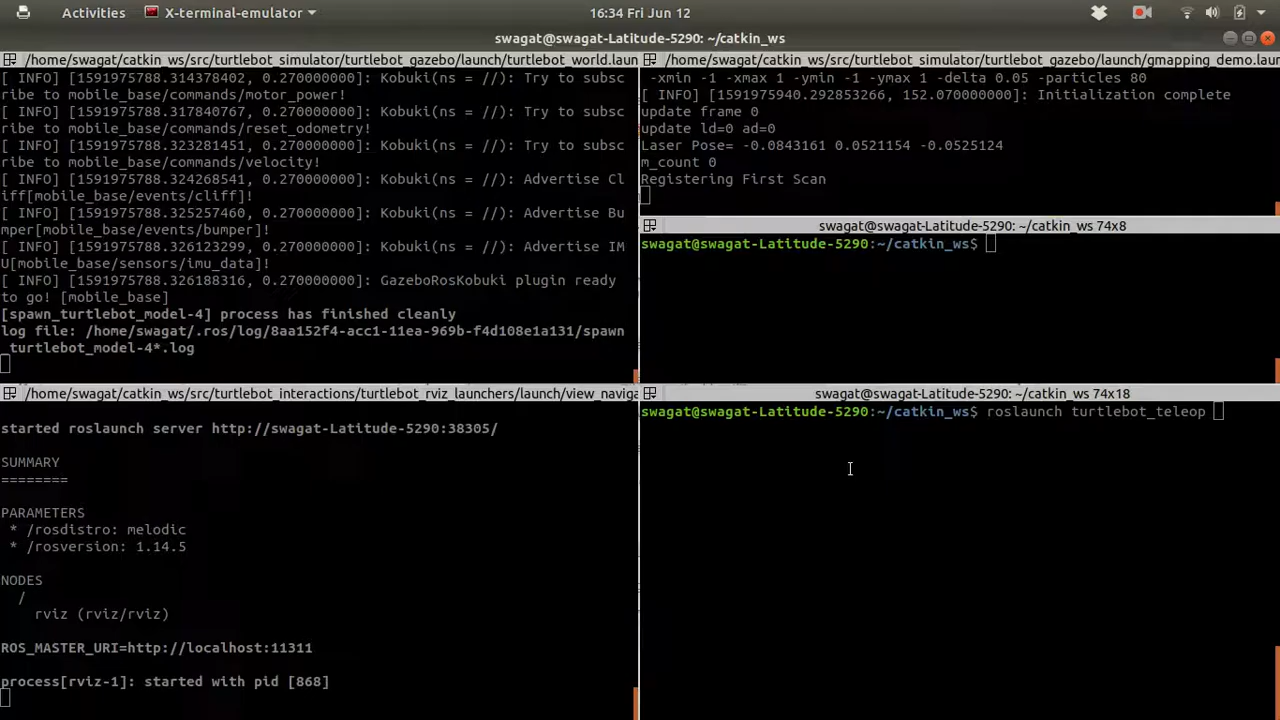 Activities
X-terminal-emulator
16:34 Fri Jun 12
swagat@swagat-Latitude-5290: ~/catkin_ws
/home/swagat/catkin_ws/src/turtlebot_simulator/turtlebot_gazebo/launch/turtlebot_world.laun
[ INFO] [1591975788.314378402, 0.270000000]: Kobuki(ns = //): Try to subsc
ribe to mobile_base/commands/motor_power!
[ INFO] [1591975788.317840767, 0.270000000]: Kobuki(ns = //): Try to subsc
ribe to mobile_base/commands/reset_odometry!
[ INFO] [1591975788.323281451, 0.270000000]: Kobuki(ns = //): Try to subsc
ribe to mobile_base/commands/velocity!
[ INFO] [1591975788.324268541, 0.270000000]: Kobuki(ns = //): Advertise Cl
iff[mobile_base/events/cliff]!
[ INFO] [1591975788.325257460, 0.270000000]: Kobuki(ns = //): Advertise Bu
mper[mobile_base/events/bumper]!
[ INFO] [1591975788.326123299, 0.270000000]: Kobuki(ns = //): Advertise IM
U[mobile_base/sensors/imu_data]!
[ INFO] [1591975788.326188316, 0.270000000]: GazeboRosKobuki plugin ready
to go! [mobile_base]
[spawn_turtlebot_model-4] process has finished cleanly
log file: /home/swagat/.ros/log/8aa152f4-acc1-11ea-969b-f4d108e1a131/spawn
_turtlebot_model-4*.log
/home/swagat/catkin_ws/src/turtlebot_simulator/turtlebot_gazebo/launch/gmapping_demo.laun
-xmin -1 -xmax 1 -ymin -1 -ymax 1 -delta 0.05 -particles 80
[ INFO] [1591975940.292853266, 152.070000000]: Initialization complete
update frame 0
update ld=0 ad=0
Laser Pose= -0.0843161 0.0521154 -0.0525124
m_count 0
Registering First Scan
swagat@swagat-Latitude-5290: ~/catkin_ws 74x8
swagat@swagat-Latitude-5290:~/catkin_ws$
/home/swagat/catkin_ws/src/turtlebot_interactions/turtlebot_rviz_launchers/launch/view_naviga
started roslaunch server http://swagat-Latitude-5290:38305/
SUMMARY
========
PARAMETERS
* /rosdistro: melodic
* /rosversion: 1.14.5
NODES
/
rviz (rviz/rviz)
ROS_MASTER_URI=http://localhost:11311
process[rviz-1]: started with pid [868]
swagat@swagat-Latitude-5290: ~/catkin_ws 74x18
swagat@swagat-Latitude-5290:~/catkin_ws$ roslaunch turtlebot_teleop